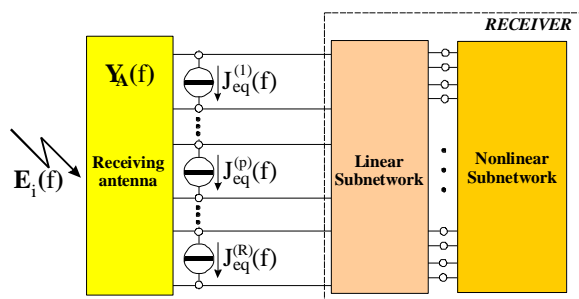 RECEIVER
Y_A(f)
J_eq^(1)(f)
E_i(f)
Receiving
antenna
J_eq^(p)(f)
Linear
Subnetwork
Nonlinear
Subnetwork
J_eq^(R)(f)